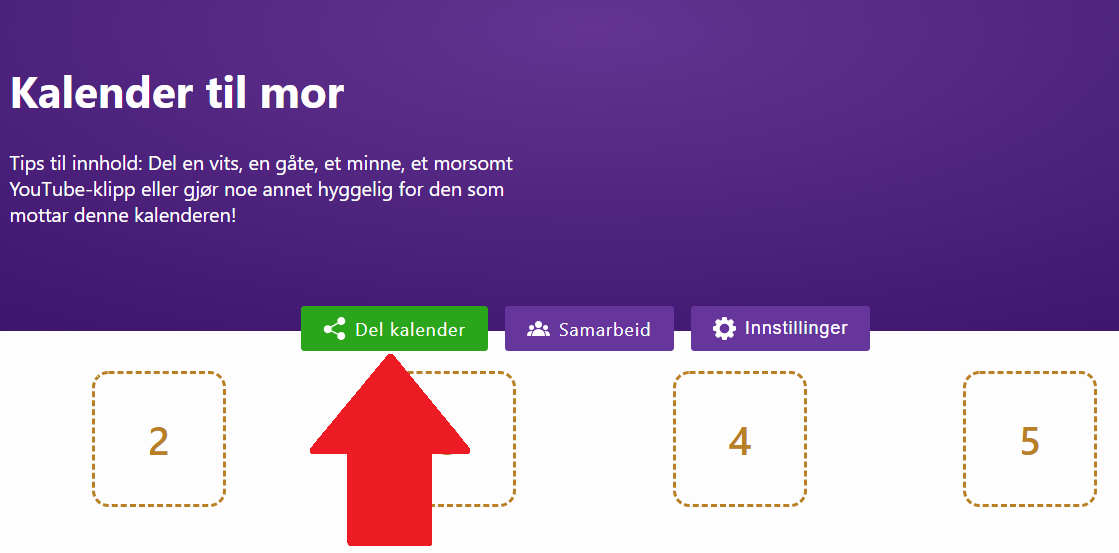 Kalender til mor
Tips til innhold: Del en vits, en gåte, et minne, et morsomt
YouTube-klipp eller gjør noe annet hyggelig for den som
mottar denne kalenderen!
Del kalender
Samarbeid
Innstillinger
2
4
5